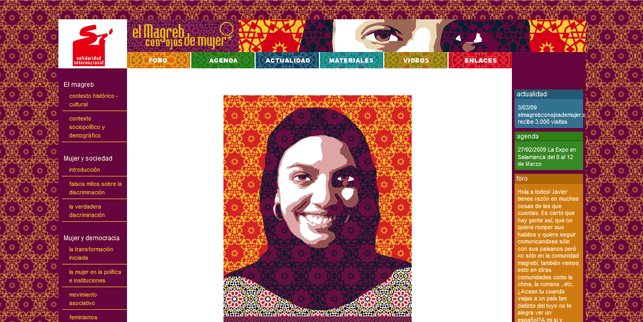 solidaridad
internacional
el Magreb
con ojos de mujer
FORO
AGENDA
ACTUALIDAD
MATERIALES
VIDEOS
ENLACES
El magreb
contexto histórico -
cultural
contexto
sociopolítico y
demográfico
Mujer y sociedad
introducción
falsos mitos sobre la
discriminación
la verdadera
discriminación
Mujer y democracia
la transformación
iniciada
la mujer en la política
e instituciones
movimiento
asociativo
feminismos
actualidad
3/03/09
elmagrebconojosdemujer.o
recibe 3.000 visitas
agenda
27/02/2009 La Expo en
Salamanca del 8 al 12
de Marzo
foro
Hola a todos! Javier
tienes razón en muchas
cosas de las que
cuentas. Es cierto que
hay gente así, que no
quiere romper sus
habitos y quiere seguir
comunicandose sólo
con sus paisanos pero
no sólo en la comunidad
magrebí, también vemos
esto en otras
comunidades como la
china, la rumana ..etc.
¿Acaso tu cuando
viajes a un país tan
distinto del tuyo no te
alegra ver un
español?A mi si y